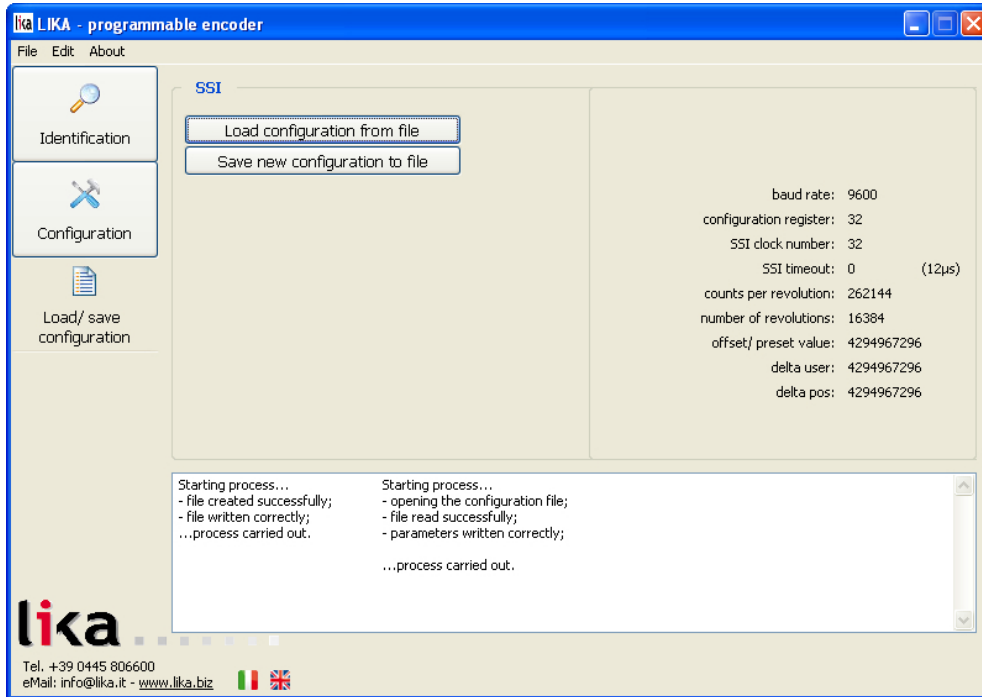 lika LIKA - programmable encoder
File Edit About
Identification
Configuration
Load/ save
configuration
SSI
Load configuration from file
Save new configuration to file
baud rate: 9600
configuration register: 32
SSI clock number: 32
SSI timeout: 0 (12µs)
counts per revolution: 262144
number of revolutions: 16384
offset/ preset value: 4294967296
delta user: 4294967296
delta pos: 4294967296
Starting process...
- file created successfully;
- file written correctly;
...process carried out.
Starting process...
- opening the configuration file;
- file read successfully;
- parameters written correctly;
...process carried out.
lika
Tel. +39 0445 806600
eMail: info@lika.it - www.lika.biz